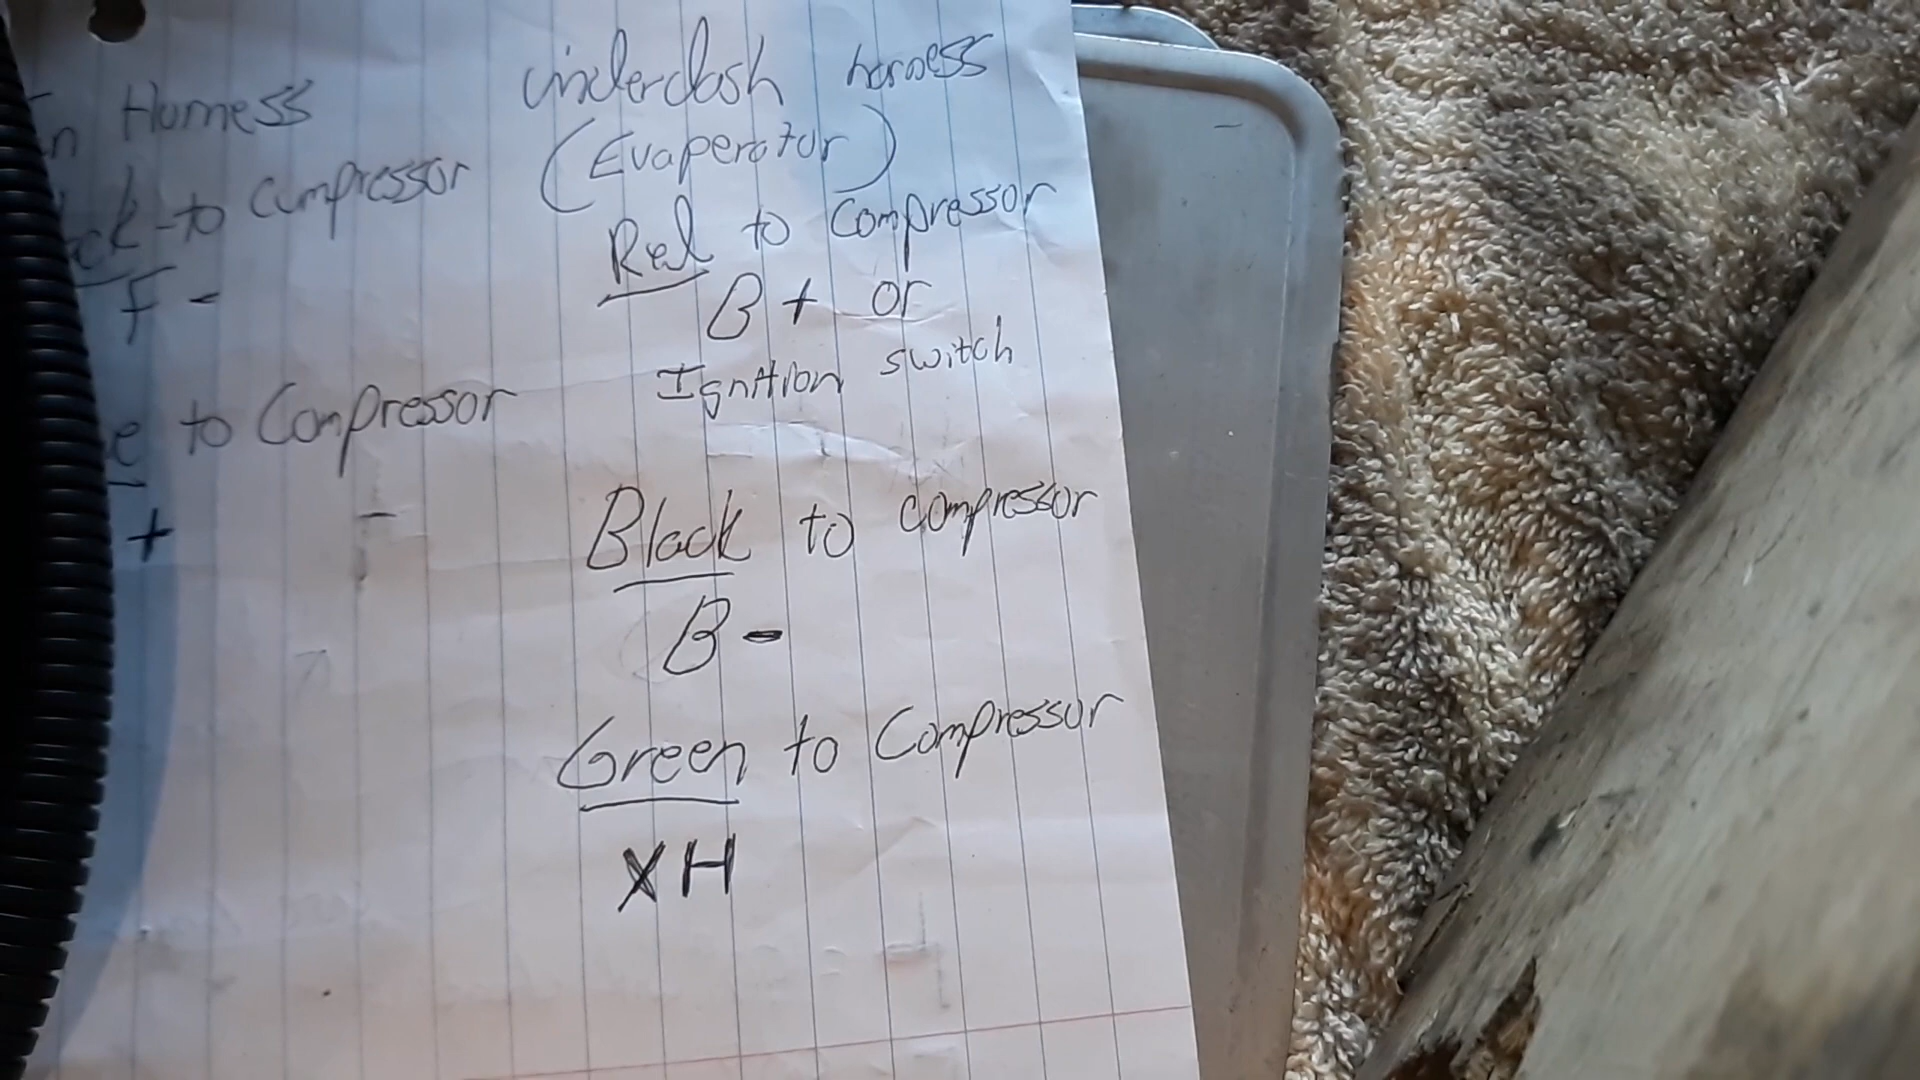 n Harness
ck - to Compressor
F -
e to Compressor
+ -
Underdash harness
(Evaperator)
Red to Compressor
B + or
Ignition switch
Black to compressor
B -
Green to Compressor
XH